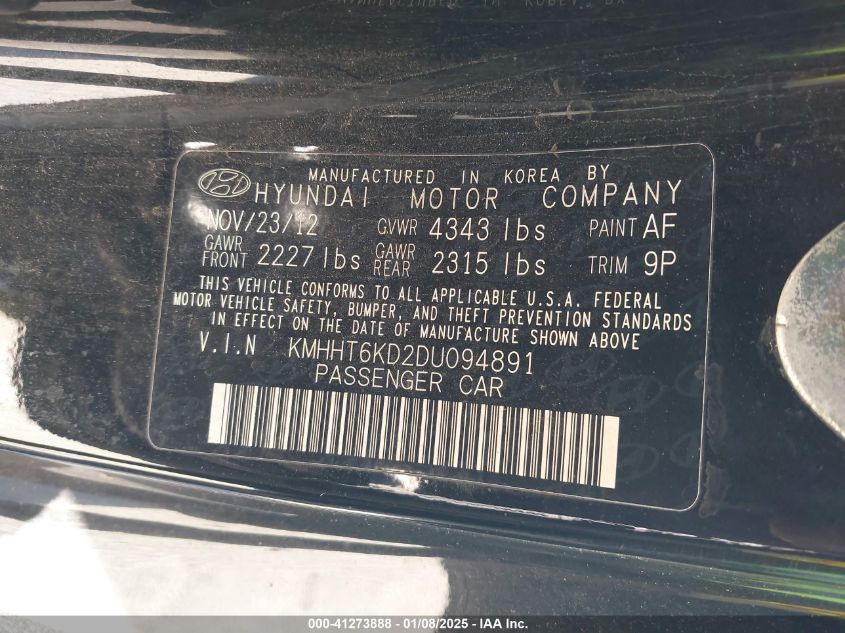 MANUFACTURED IN KOREA BY
HYUNDAI MOTOR COMPANY
NOV/23/12 GVWR 4343 lbs PAINT AF
GAWR FRONT 2227 lbs GAWR REAR 2315 lbs TRIM 9P
THIS VEHICLE CONFORMS TO ALL APPLICABLE U.S.A. FEDERAL
MOTOR VEHICLE SAFETY, BUMPER, AND THEFT PREVENTION STANDARDS
IN EFFECT ON THE DATE OF MANUFACTURE SHOWN ABOVE
V.I.N KMHHT6KD2DU094891
PASSENGER CAR
000-41273888 - 01/08/2025 - IAA Inc.